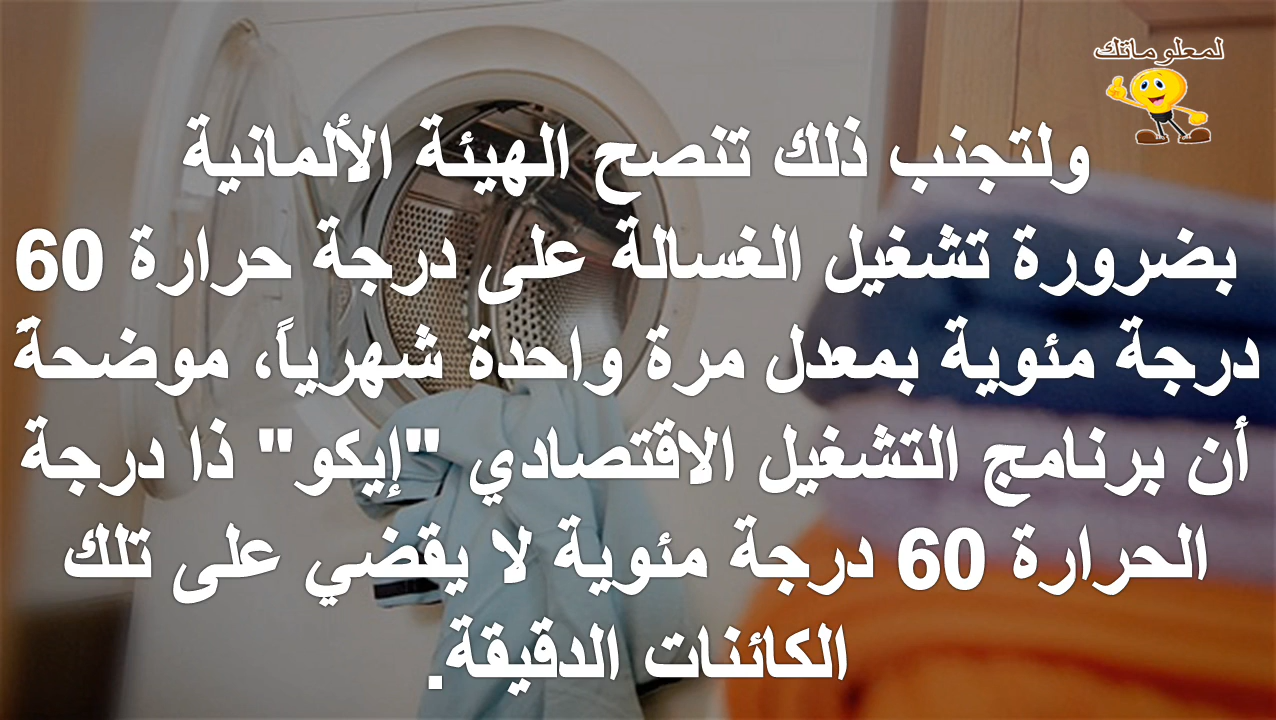 لمعلوماتك
ولتجنب ذلك تنصح الهيئة الألمانية
بضرورة تشغيل الغسالة على درجة حرارة 60
درجة مئوية بمعدل مرة واحدة شهرياً، موضحةً
أن برنامج التشغيل الاقتصادي "إيكو" ذا درجة
الحرارة 60 درجة مئوية لا يقضي على تلك
الكائنات الدقيقة.